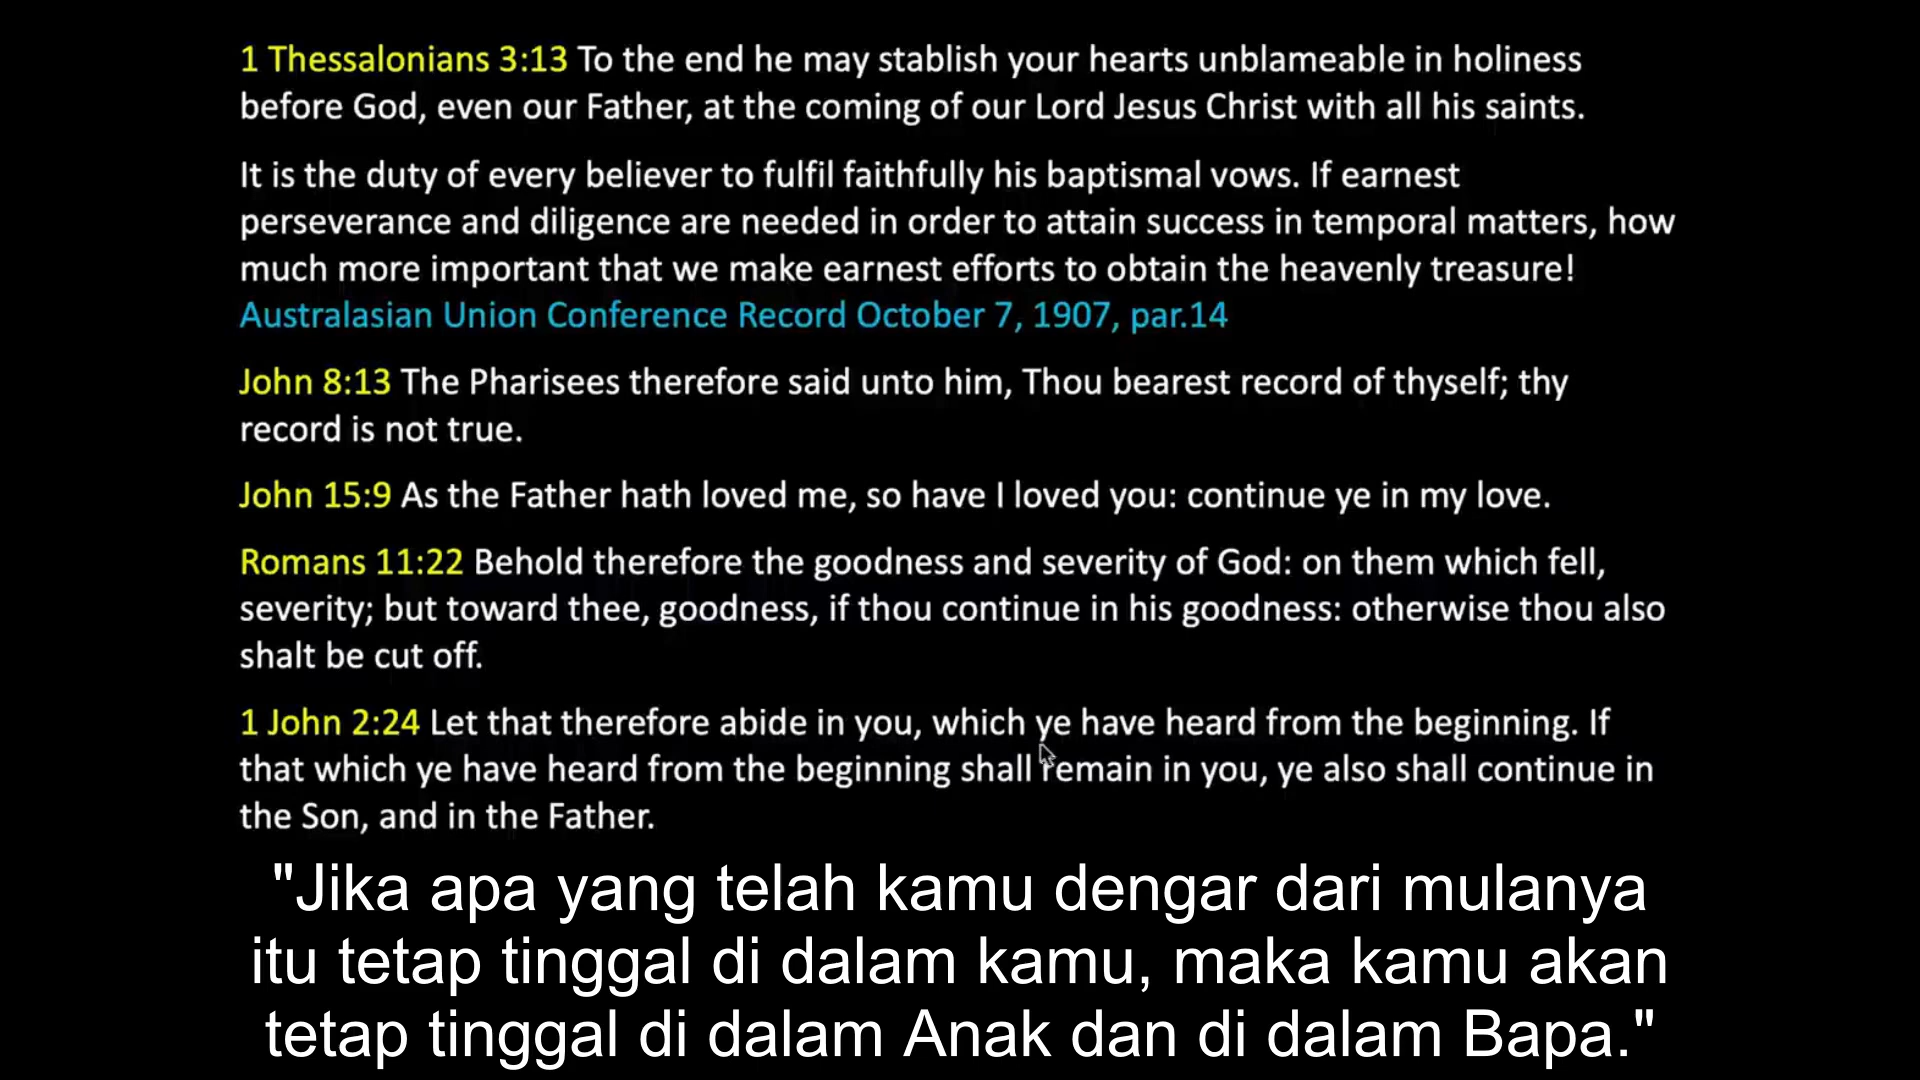 1 Thessalonians 3:13 To the end he may stablish your hearts unblameable in holiness
before God, even our Father, at the coming of our Lord Jesus Christ with all his saints.
It is the duty of every believer to fulfil faithfully his baptismal vows. If earnest
perseverance and diligence are needed in order to attain success in temporal matters, how
much more important that we make earnest efforts to obtain the heavenly treasure!
Australasian Union Conference Record October 7, 1907, par.14
John 8:13 The Pharisees therefore said unto him, Thou bearest record of thyself; thy
record is not true.
John 15:9 As the Father hath loved me, so have I loved you: continue ye in my love.
Romans 11:22 Behold therefore the goodness and severity of God: on them which fell,
severity; but toward thee, goodness, if thou continue in his goodness: otherwise thou also
shalt be cut off.
1 John 2:24 Let that therefore abide in you, which ye have heard from the beginning. If
that which ye have heard from the beginning shall remain in you, ye also shall continue in
the Son, and in the Father.
"Jika apa yang telah kamu dengar dari mulanya
itu tetap tinggal di dalam kamu, maka kamu akan
tetap tinggal di dalam Anak dan di dalam Bapa."